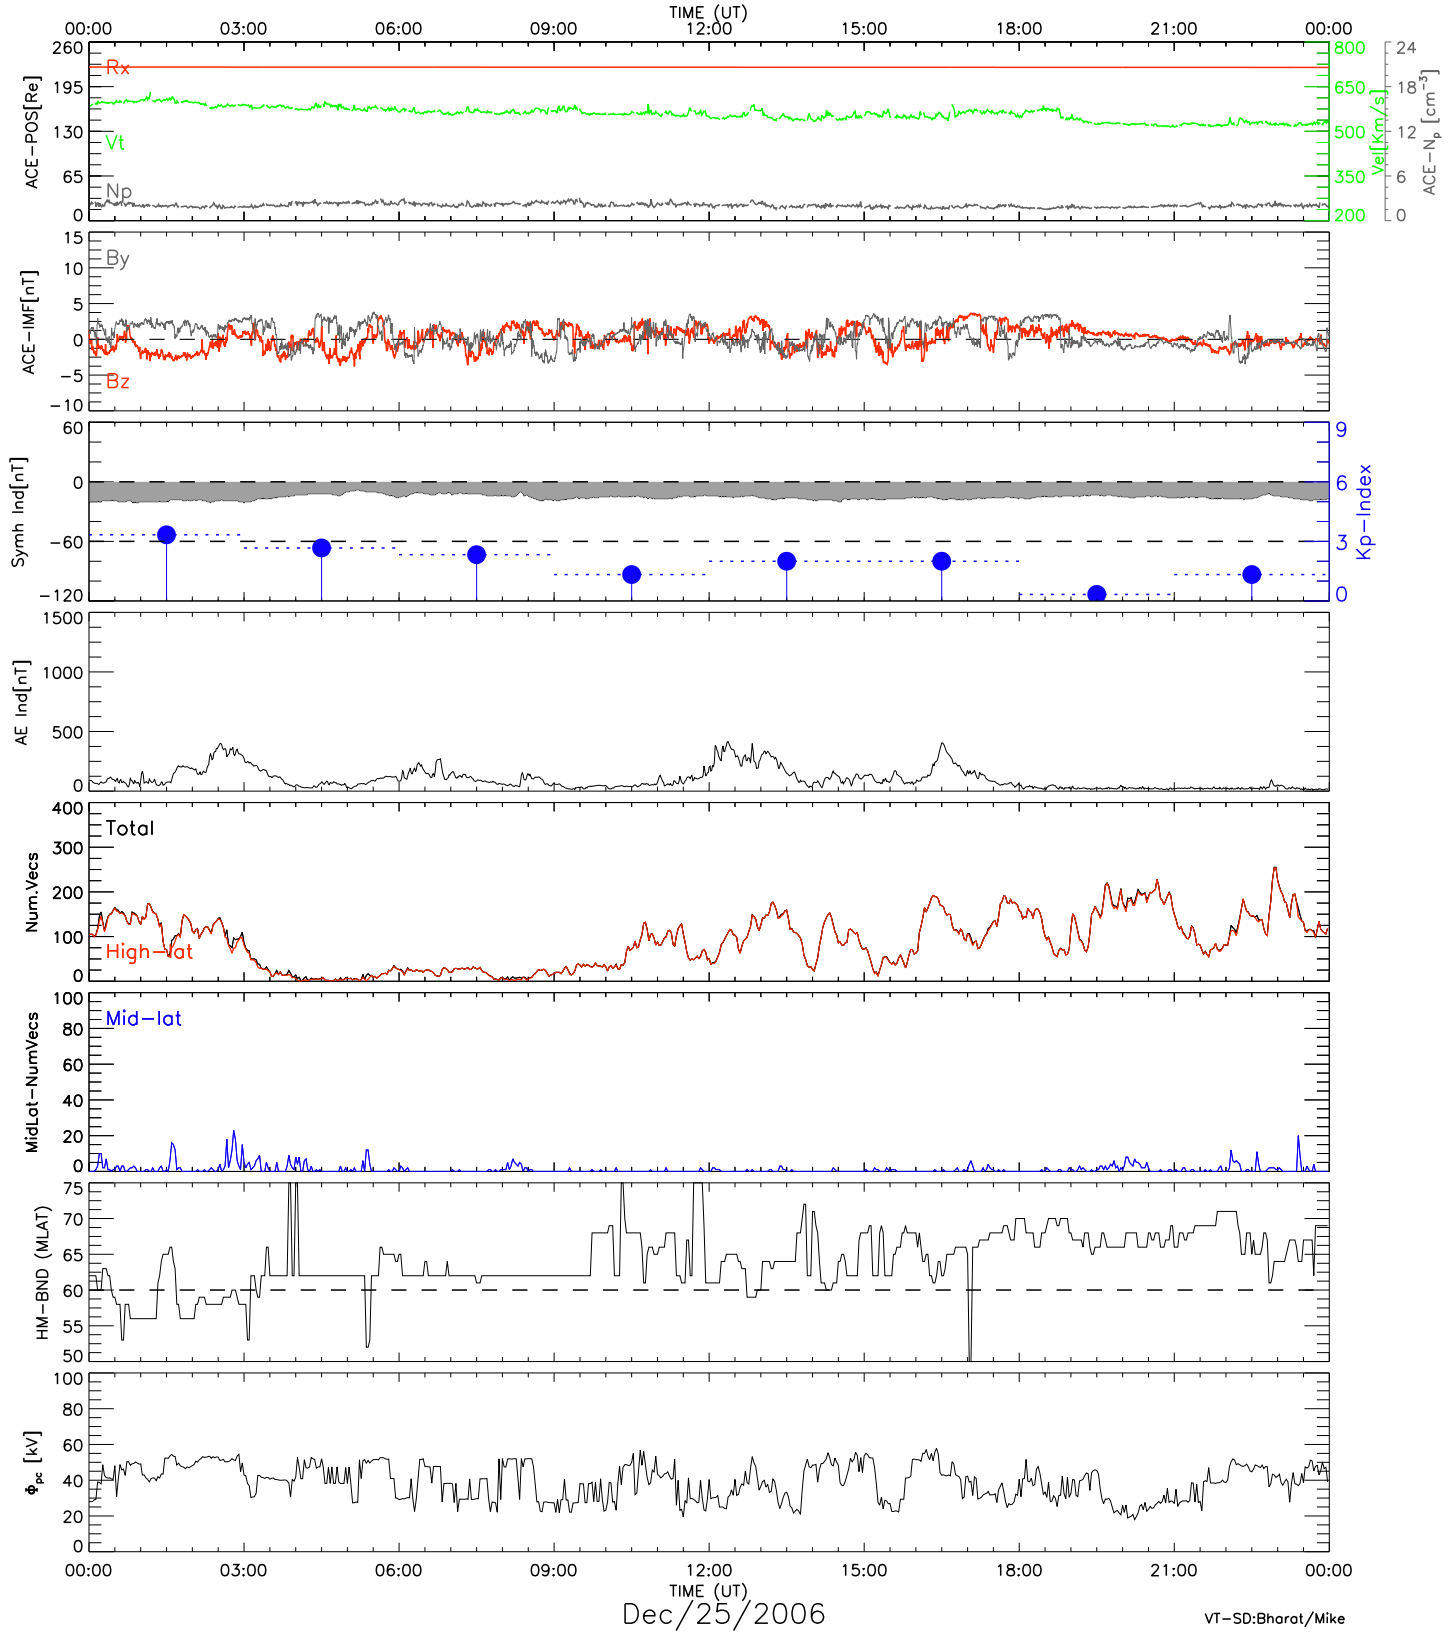 TIME (UT)
00:00 03:00 06:00 09:00 12:00 15:00 18:00 21:00 00:00
260 195 130 65 0
ACE-POS[Re]
Rx
Vt
Np
800 650 500 350 200
Vel[Km/s]
24 18 12 6 0
ACE-Np [cm-3]
15 10 5 0 -5 -10
ACE-IMF[nT]
By
Bz
60 0 -60 -120
Symh Ind[nT]
9 6 3 0
Kp-Index
1500 1000 500 0
AE Ind[nT]
400 300 200 100 0
Num.Vecs
Total
High-lat
100 80 60 40 20 0
MidLat-NumVecs
Mid-lat
75 70 65 60 55 50
HM-BND (MLAT)
100 80 60 40 20 0
Φpc [kV]
00:00 03:00 06:00 09:00 12:00 15:00 18:00 21:00 00:00
TIME (UT)
Dec/25/2006
VT-SD:Bharat/Mike